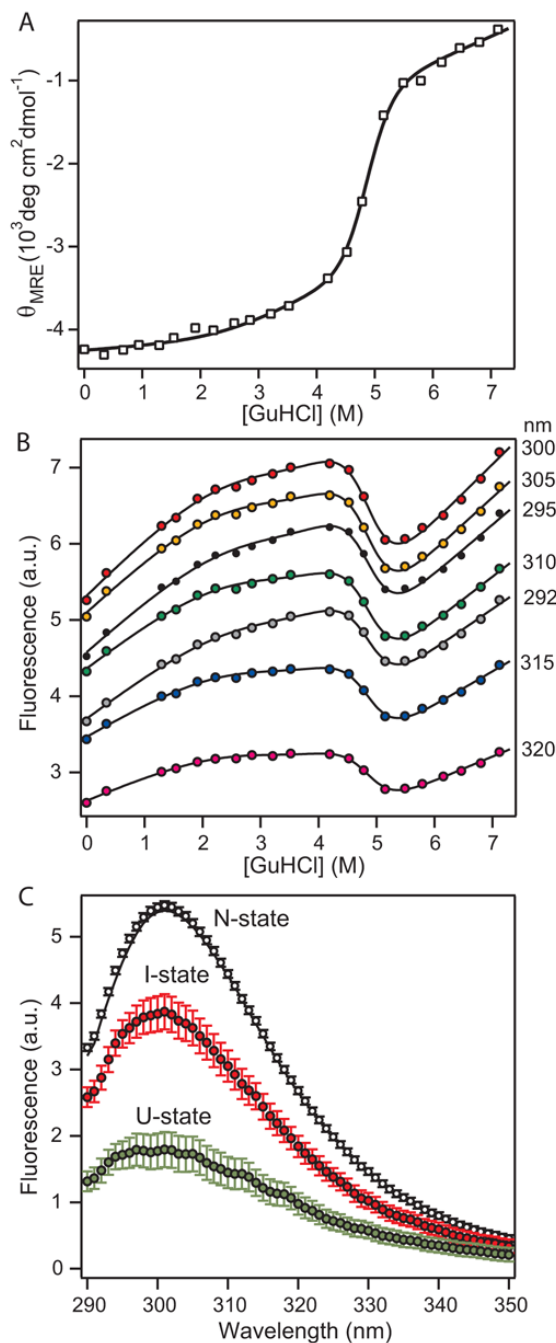 A
-1
-2
-3
-4
θMRE(10³deg cm²dmol⁻¹)
0 1 2 3 4 5 6 7
[GuHCl] (M)
B
nm
7
6
5
4
3
Fluorescence (a.u.)
300
305
295
310
292
315
320
0 1 2 3 4 5 6 7
[GuHCl] (M)
C
5
4
3
2
1
0
Fluorescence (a.u.)
N-state
I-state
U-state
290 300 310 320 330 340 350
Wavelength (nm)